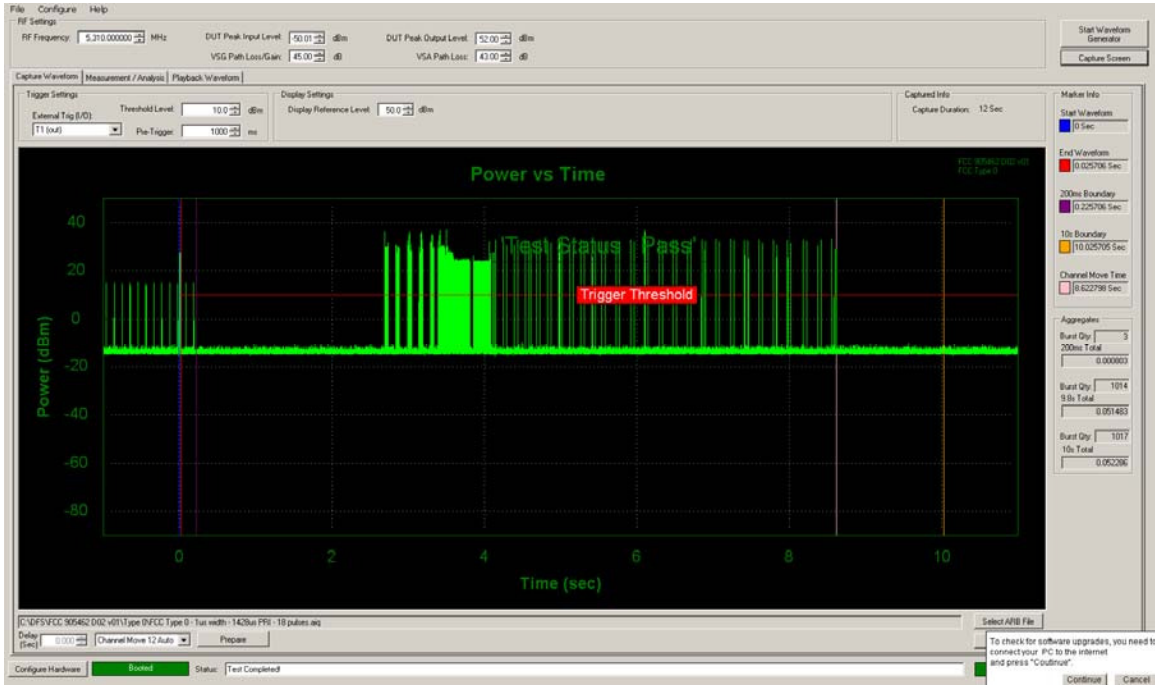 File Configure Help
RF Settings
RF Frequency: 5,310.000000 MHz
DUT Peak Input Level: -50.01 dBm
DUT Peak Output Level: 52.00 dBm
VSG Path Loss/Gain: 45.00 dB
VSA Path Loss: 43.00 dB
Start Waveform Generator
Capture Screen
Capture Waveform Measurement / Analysis Playback Waveform
Trigger Settings
External Trig (I/O):
T1 (out)
Threshold Level: 10.0 dBm
Pre-Trigger: 1000 ms
Display Settings
Display Reference Level: 50.0 dBm
Captured Info
Capture Duration: 12 Sec
Marker Info
Start Waveform
0 Sec
End Waveform
0.025706 Sec
200ms Boundary
0.225706 Sec
10s Boundary
10.025705 Sec
Channel Move Time
8.622798 Sec
Aggregates
Burst Qty: 3
200ms Total
0.000803
Burst Qty: 1014
9.8s Total
0.051483
Burst Qty: 1017
10s Total
0.052286
Power vs Time
FCC 905462 D02 v01
FCC Type 0
'Test Status : Pass'
Trigger Threshold
Power (dBm)
40
20
0
-20
-40
-60
-80
0 2 4 6 8 10
Time (sec)
C:\DFS\FCC 905462 D02 v01\Type 0\FCC Type 0 - 1us width - 1428us PRI - 18 pulses.aiq
Select ARB File
Delay (Sec): 0.000
Channel Move 12 Auto
Prepare
Configure Hardware
Booted
Status: Test Completed!
To check for software upgrades, you need to
connect your PC to the internet
and press "Coutinue".
Continue Cancel